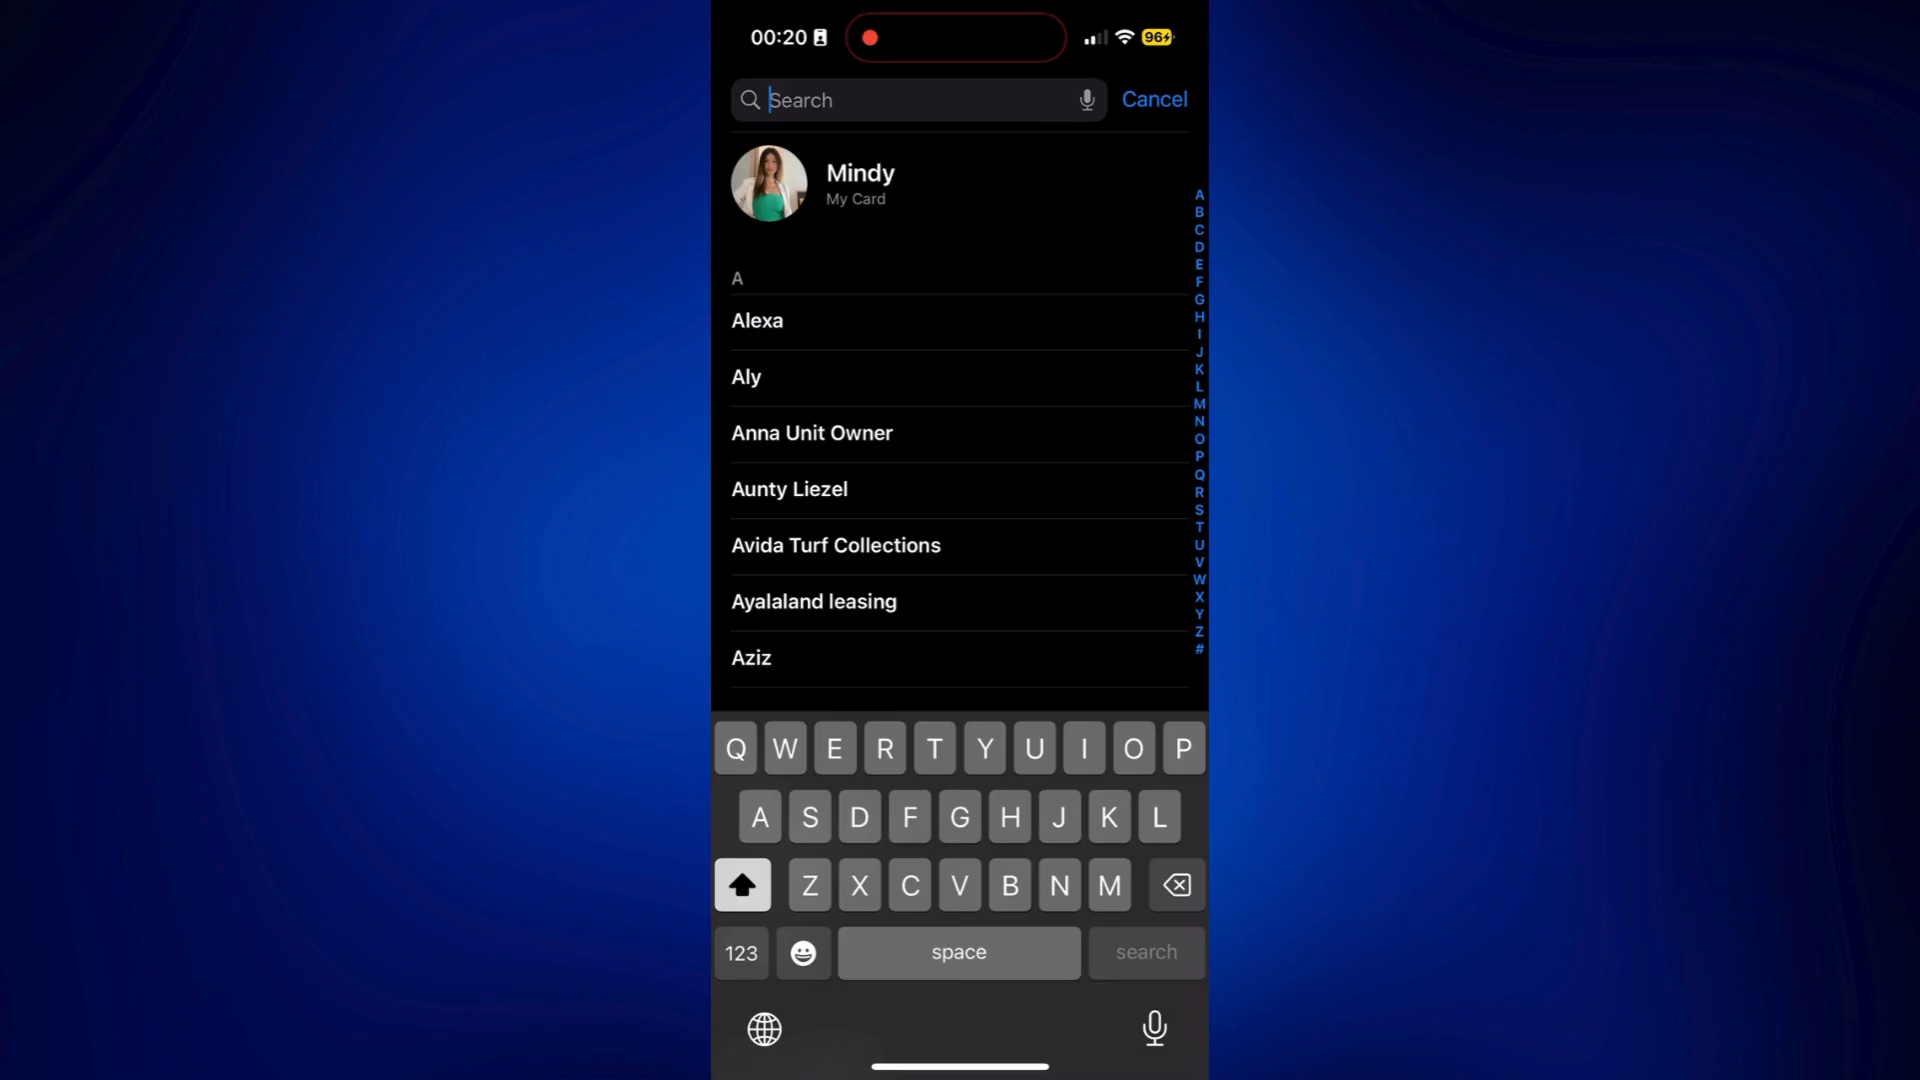 00:20
96
Search
Cancel
Mindy
My Card
A
Alexa
Aly
Anna Unit Owner
Aunty Liezel
Avida Turf Collections
Ayalaland leasing
Aziz
A
B
C
D
E
F
G
H
I
J
K
L
M
N
O
P
Q
R
S
T
U
V
W
X
Y
Z
#
Q W E R T Y U I O P
A S D F G H J K L
Z X C V B N M
123 space search